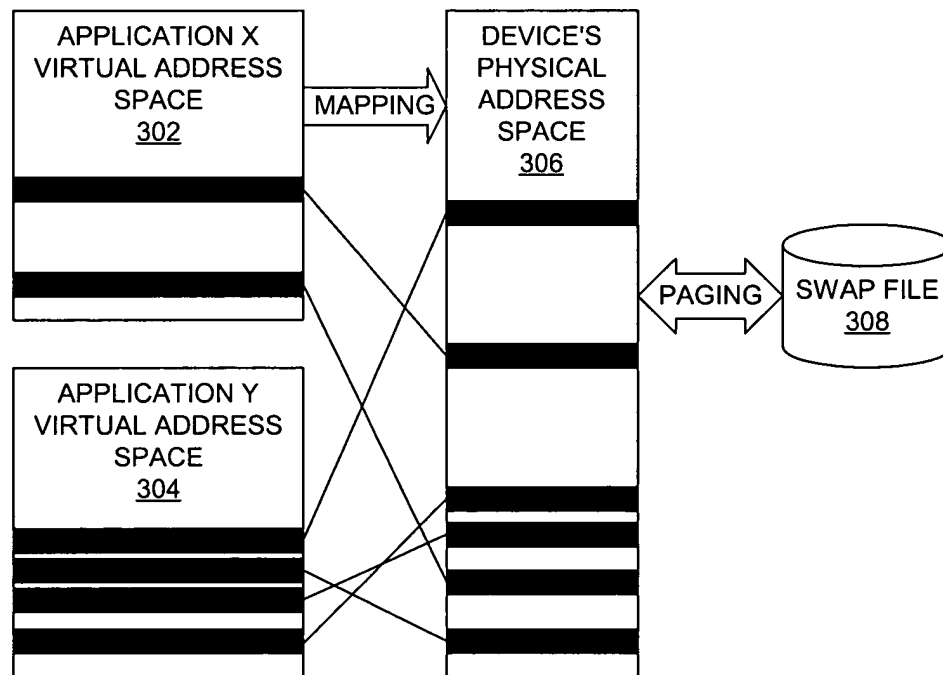 APPLICATION X
VIRTUAL ADDRESS
SPACE
302
MAPPING
DEVICE'S
PHYSICAL
ADDRESS
SPACE
306
PAGING
SWAP FILE
308
APPLICATION Y
VIRTUAL ADDRESS
SPACE
304